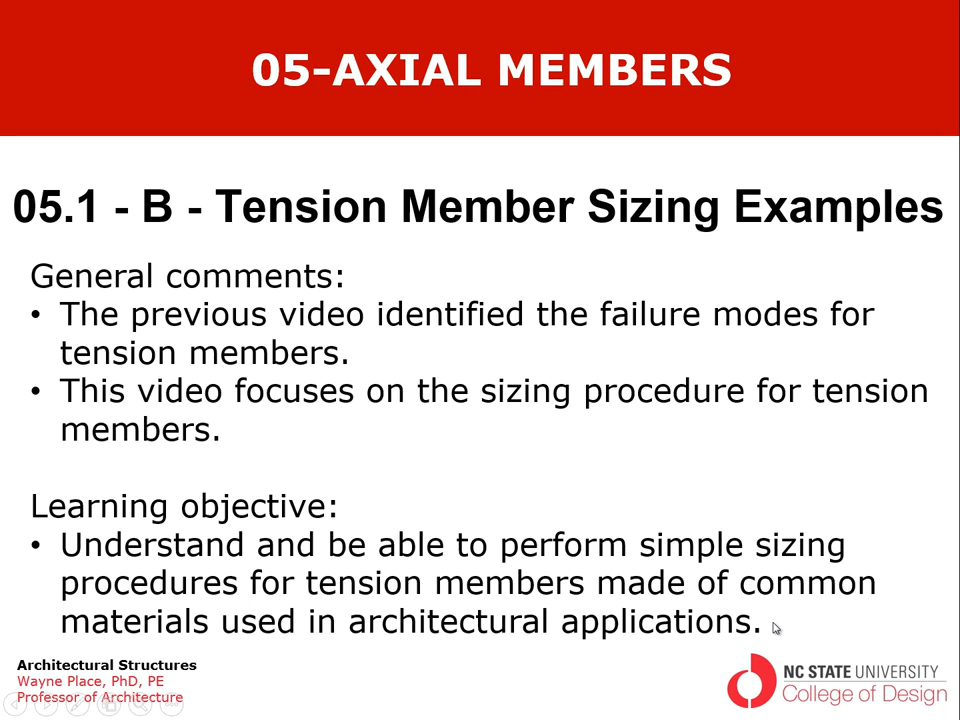 05-AXIAL MEMBERS
05.1 - B - Tension Member Sizing Examples
General comments:
• The previous video identified the failure modes for
tension members.
• This video focuses on the sizing procedure for tension
members.
Learning objective:
• Understand and be able to perform simple sizing
procedures for tension members made of common
materials used in architectural applications.
Architectural Structures
Wayne Place, PhD, PE
Professor of Architecture
NC STATE UNIVERSITY
College of Design